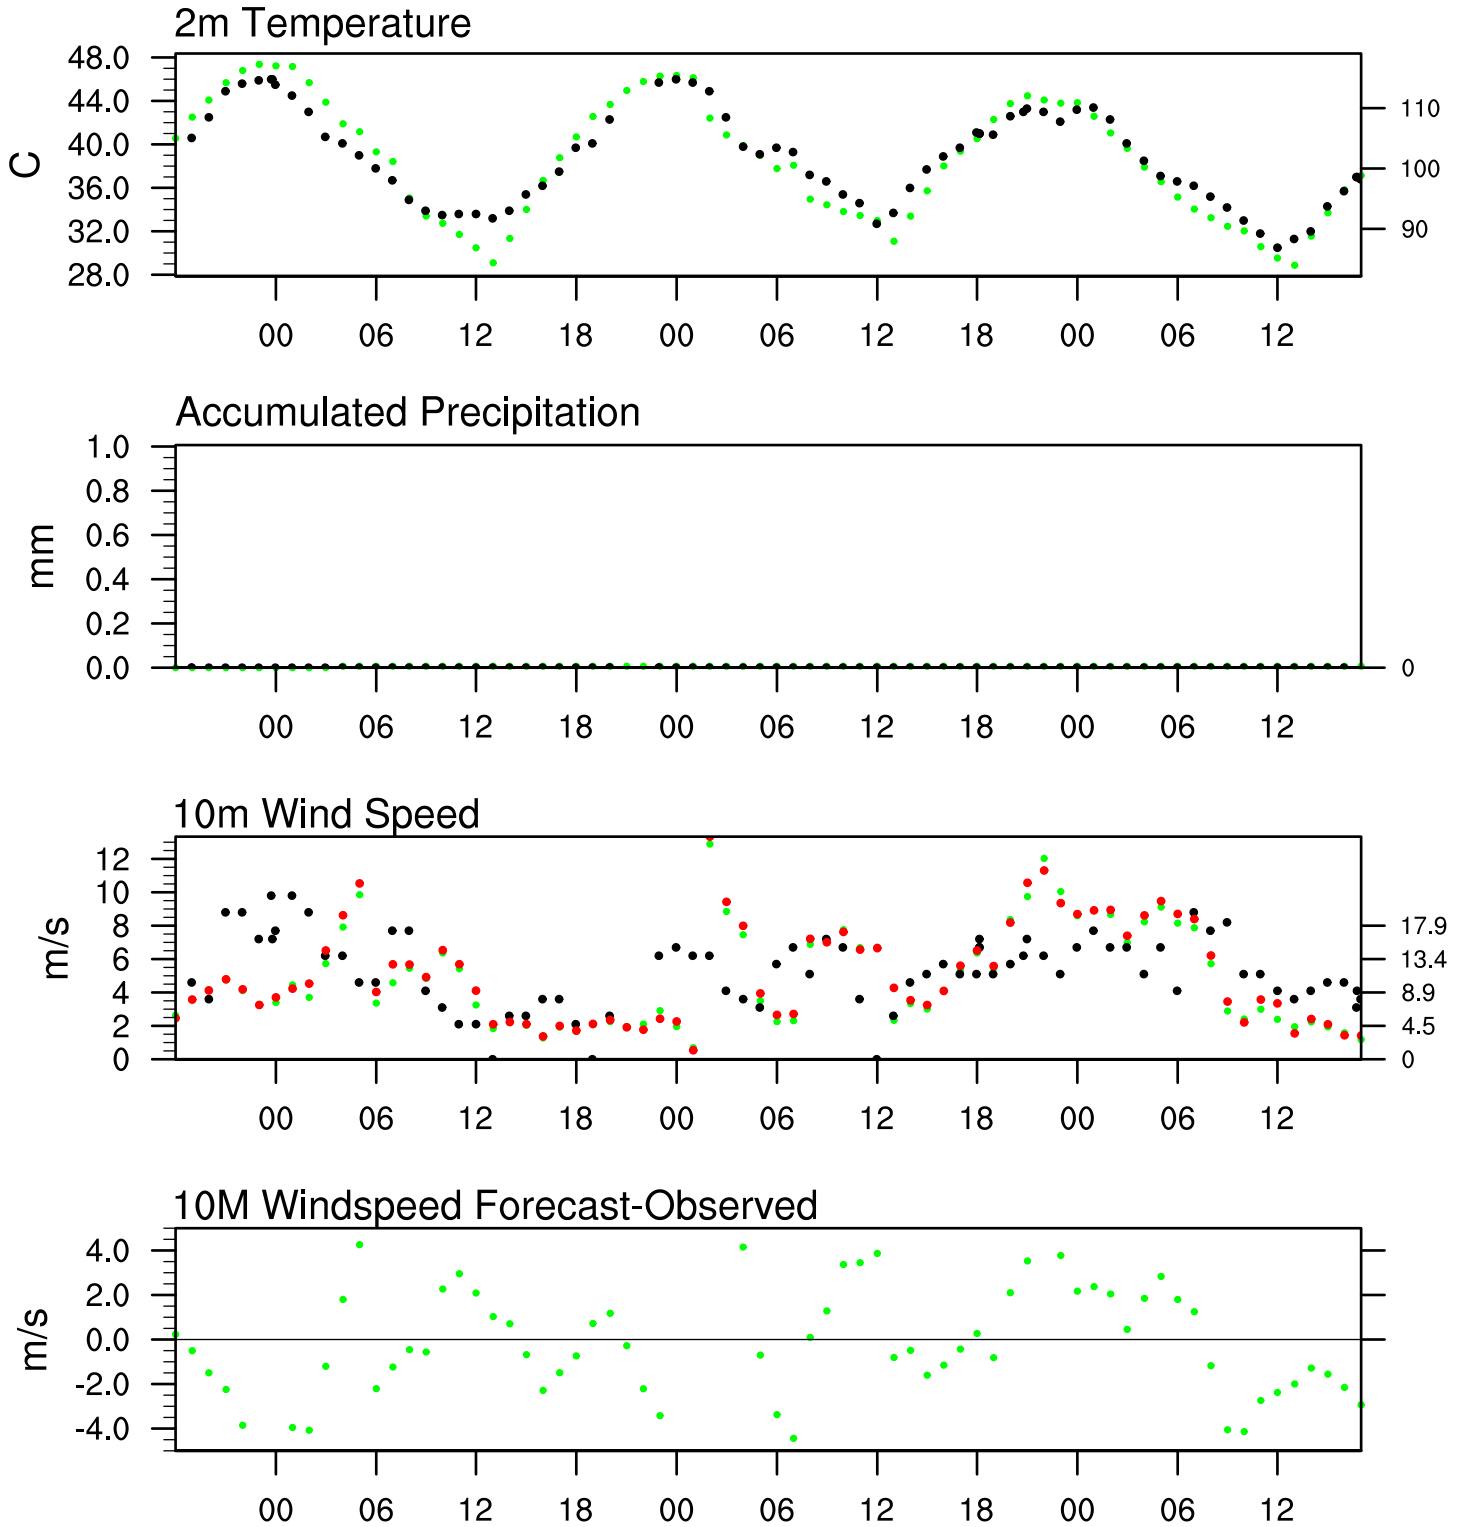 2m Temperature
48.0
44.0
40.0
36.0
32.0
28.0
C
110
100
90
00 06 12 18 00 06 12 18 00 06 12
Accumulated Precipitation
1.0
0.8
0.6
0.4
0.2
0.0
mm
0
00 06 12 18 00 06 12 18 00 06 12
10m Wind Speed
12
10
8
6
4
2
0
m/s
17.9
13.4
8.9
4.5
0
00 06 12 18 00 06 12 18 00 06 12
10M Windspeed Forecast-Observed
4.0
2.0
0.0
-2.0
-4.0
m/s
00 06 12 18 00 06 12 18 00 06 12